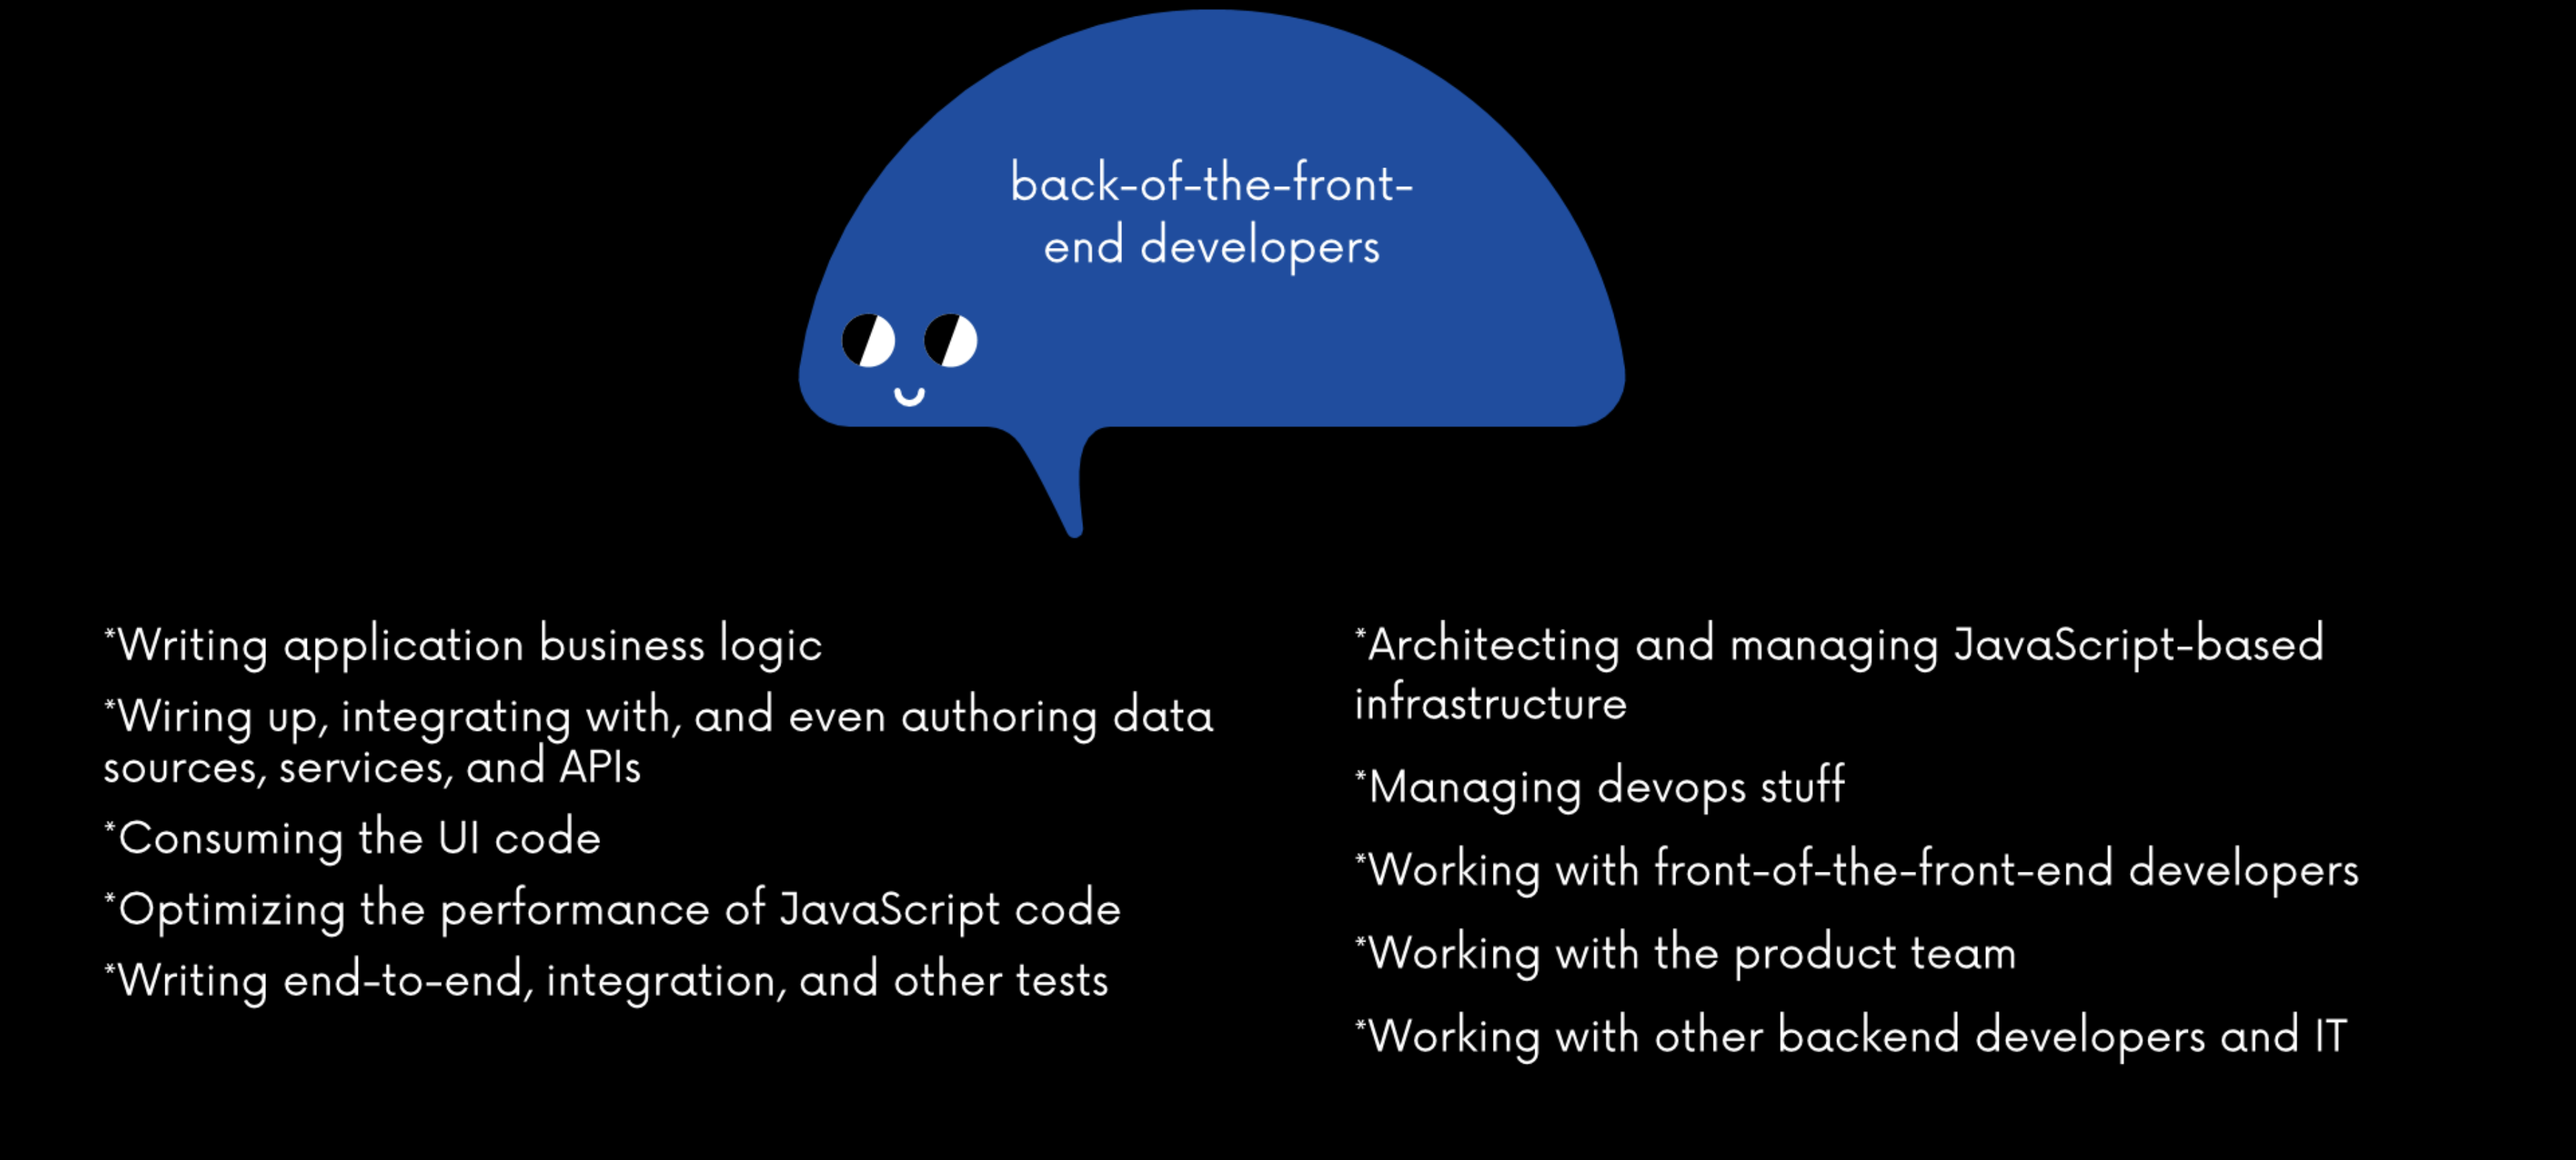 back-of-the-front-
end developers
*Writing application business logic
*Wiring up, integrating with, and even authoring data
sources, services, and APIs
*Consuming the UI code
*Optimizing the performance of JavaScript code
*Writing end-to-end, integration, and other tests
*Architecting and managing JavaScript-based
infrastructure
*Managing devops stuff
*Working with front-of-the-front-end developers
*Working with the product team
*Working with other backend developers and IT